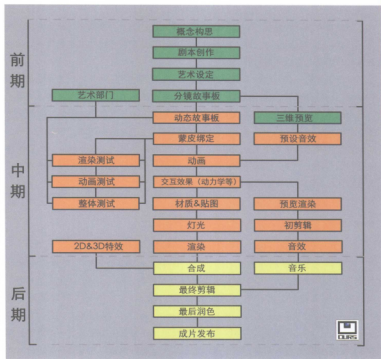 前期
概念构思
剧本创作
艺术设定
艺术部门
分镜故事板
中期
动态故事板
三维预览
蒙皮绑定
预设音效
渲染测试
动画
动画测试
交互效果(动力学等)
整体测试
材质&贴图
预览渲染
灯光
初剪辑
2D&3D特效
渲染
音效
后期
合成
音乐
最终剪辑
最后润色
成片发布
OURS